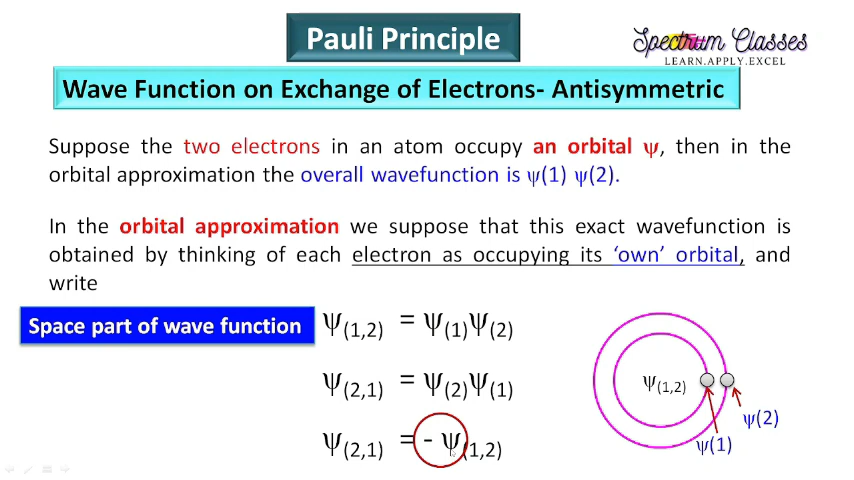 Pauli Principle
Spectrum Classes
LEARN.APPLY.EXCEL
Wave Function on Exchange of Electrons- Antisymmetric
Suppose the two electrons in an atom occupy an orbital ψ, then in the
orbital approximation the overall wavefunction is ψ(1) ψ(2).
In the orbital approximation we suppose that this exact wavefunction is
obtained by thinking of each electron as occupying its ‘own’ orbital, and
write
Space part of wave function
ψ(1,2) = ψ(1)ψ(2)
ψ(2,1) = ψ(2)ψ(1)
ψ(2,1) = - ψ(1,2)
ψ(1,2)
ψ(2)
ψ(1)